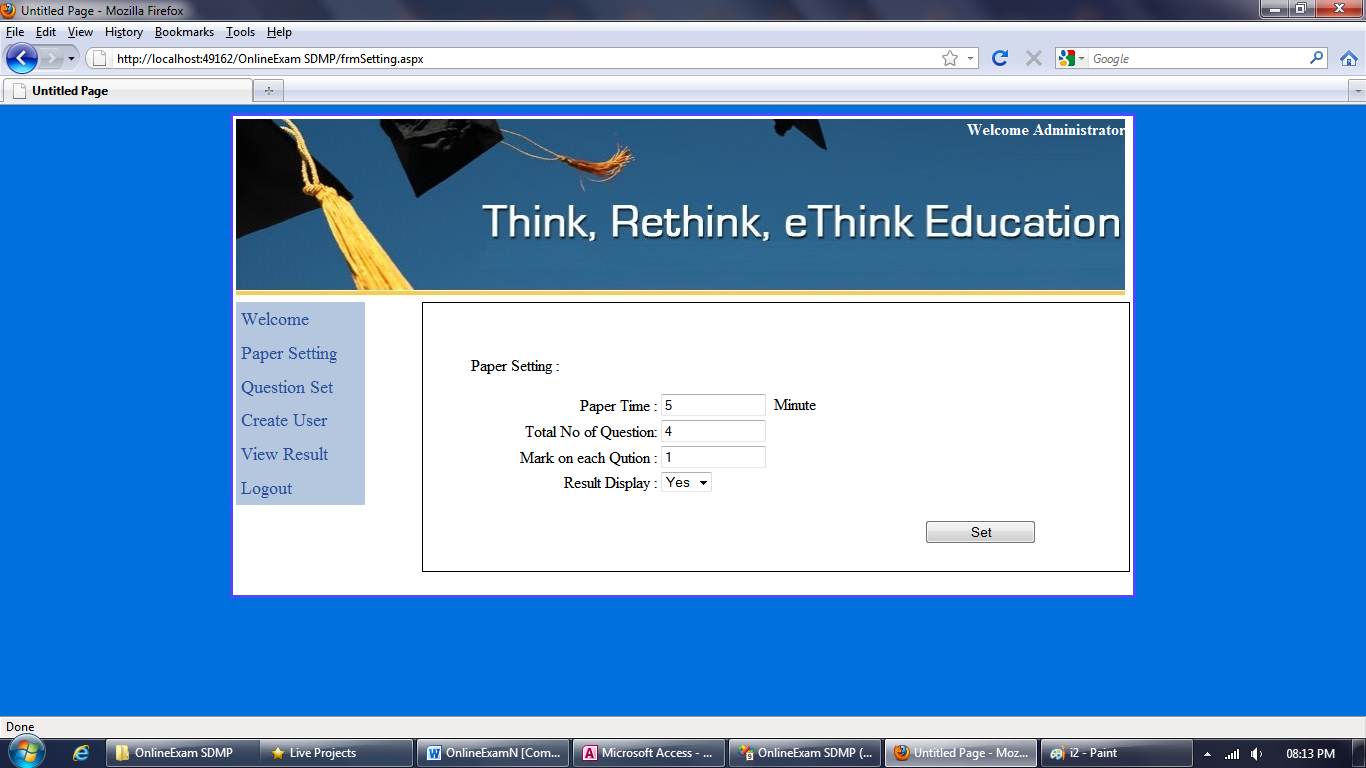 Untitled Page - Mozilla Firefox
File Edit View History Bookmarks Tools Help
http://localhost:49162/OnlineExam SDMP/frmSetting.aspx
Google
Untitled Page
Welcome Administrator
Think, Rethink, eThink Education
Welcome
Paper Setting
Question Set
Create User
View Result
Logout
Paper Setting :
Paper Time : 5 Minute
Total No of Question: 4
Mark on each Qution : 1
Result Display : Yes
Set
Done
OnlineExam SDMP
Live Projects
OnlineExamN [Com...
Microsoft Access - ...
OnlineExam SDMP (...
Untitled Page - Moz...
i2 - Paint
08:13 PM